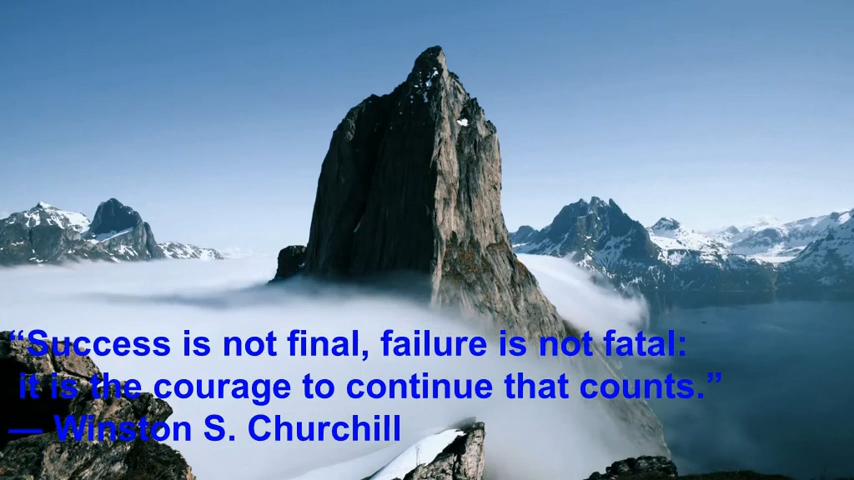 “Success is not final, failure is not fatal:
it is the courage to continue that counts.”
— Winston S. Churchill